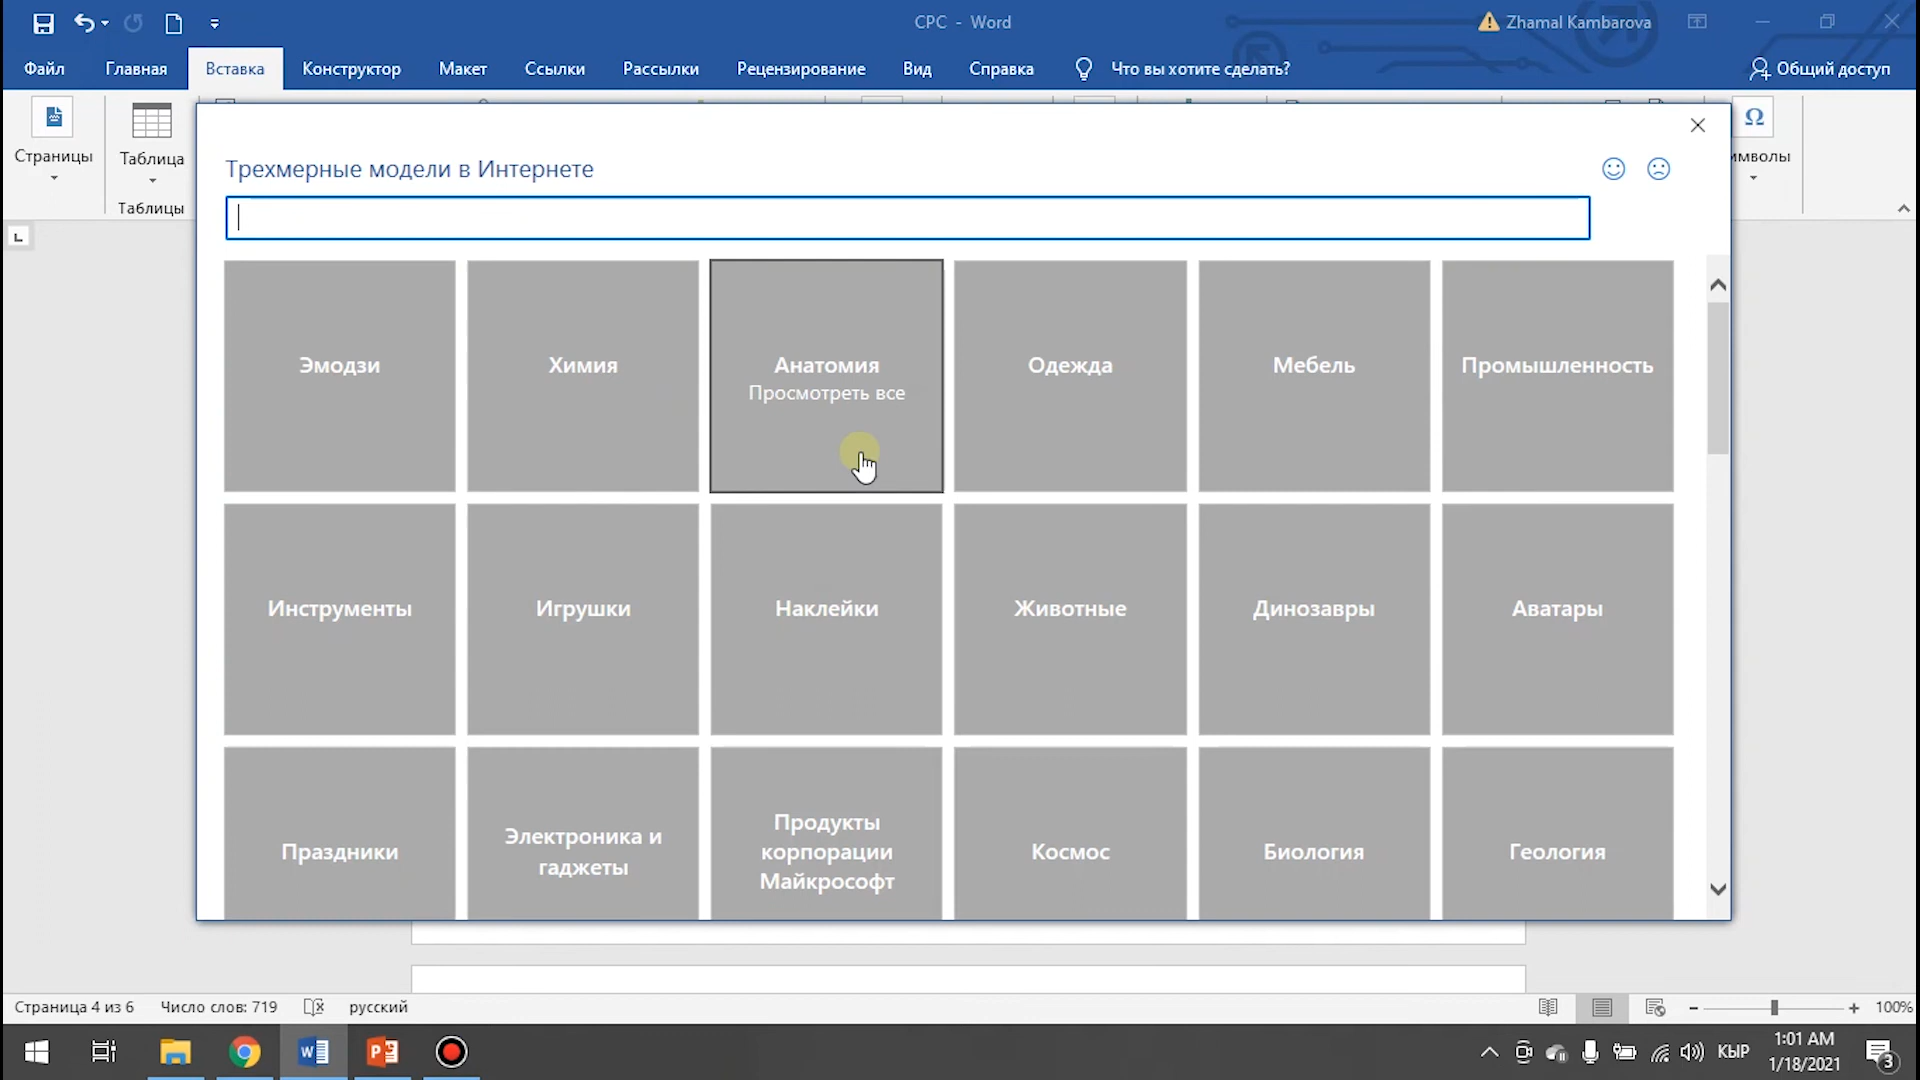 СРС - Word
Zhamal Kambarova
Файл Главная Вставка Конструктор Макет Ссылки Рассылки Рецензирование Вид Справка Что вы хотите сделать? Общий доступ
Страницы
Таблица
Таблицы
имволы
Трехмерные модели в Интернете
Эмодзи
Химия
Анатомия
Просмотреть все
Одежда
Мебель
Промышленность
Инструменты
Игрушки
Наклейки
Животные
Динозавры
Аватары
Праздники
Электроника и
гаджеты
Продукты
корпорации
Майкрософт
Космос
Биология
Геология
Страница 4 из 6 Число слов: 719 русский
100%
КЫР
1:01 AM
1/18/2021
3